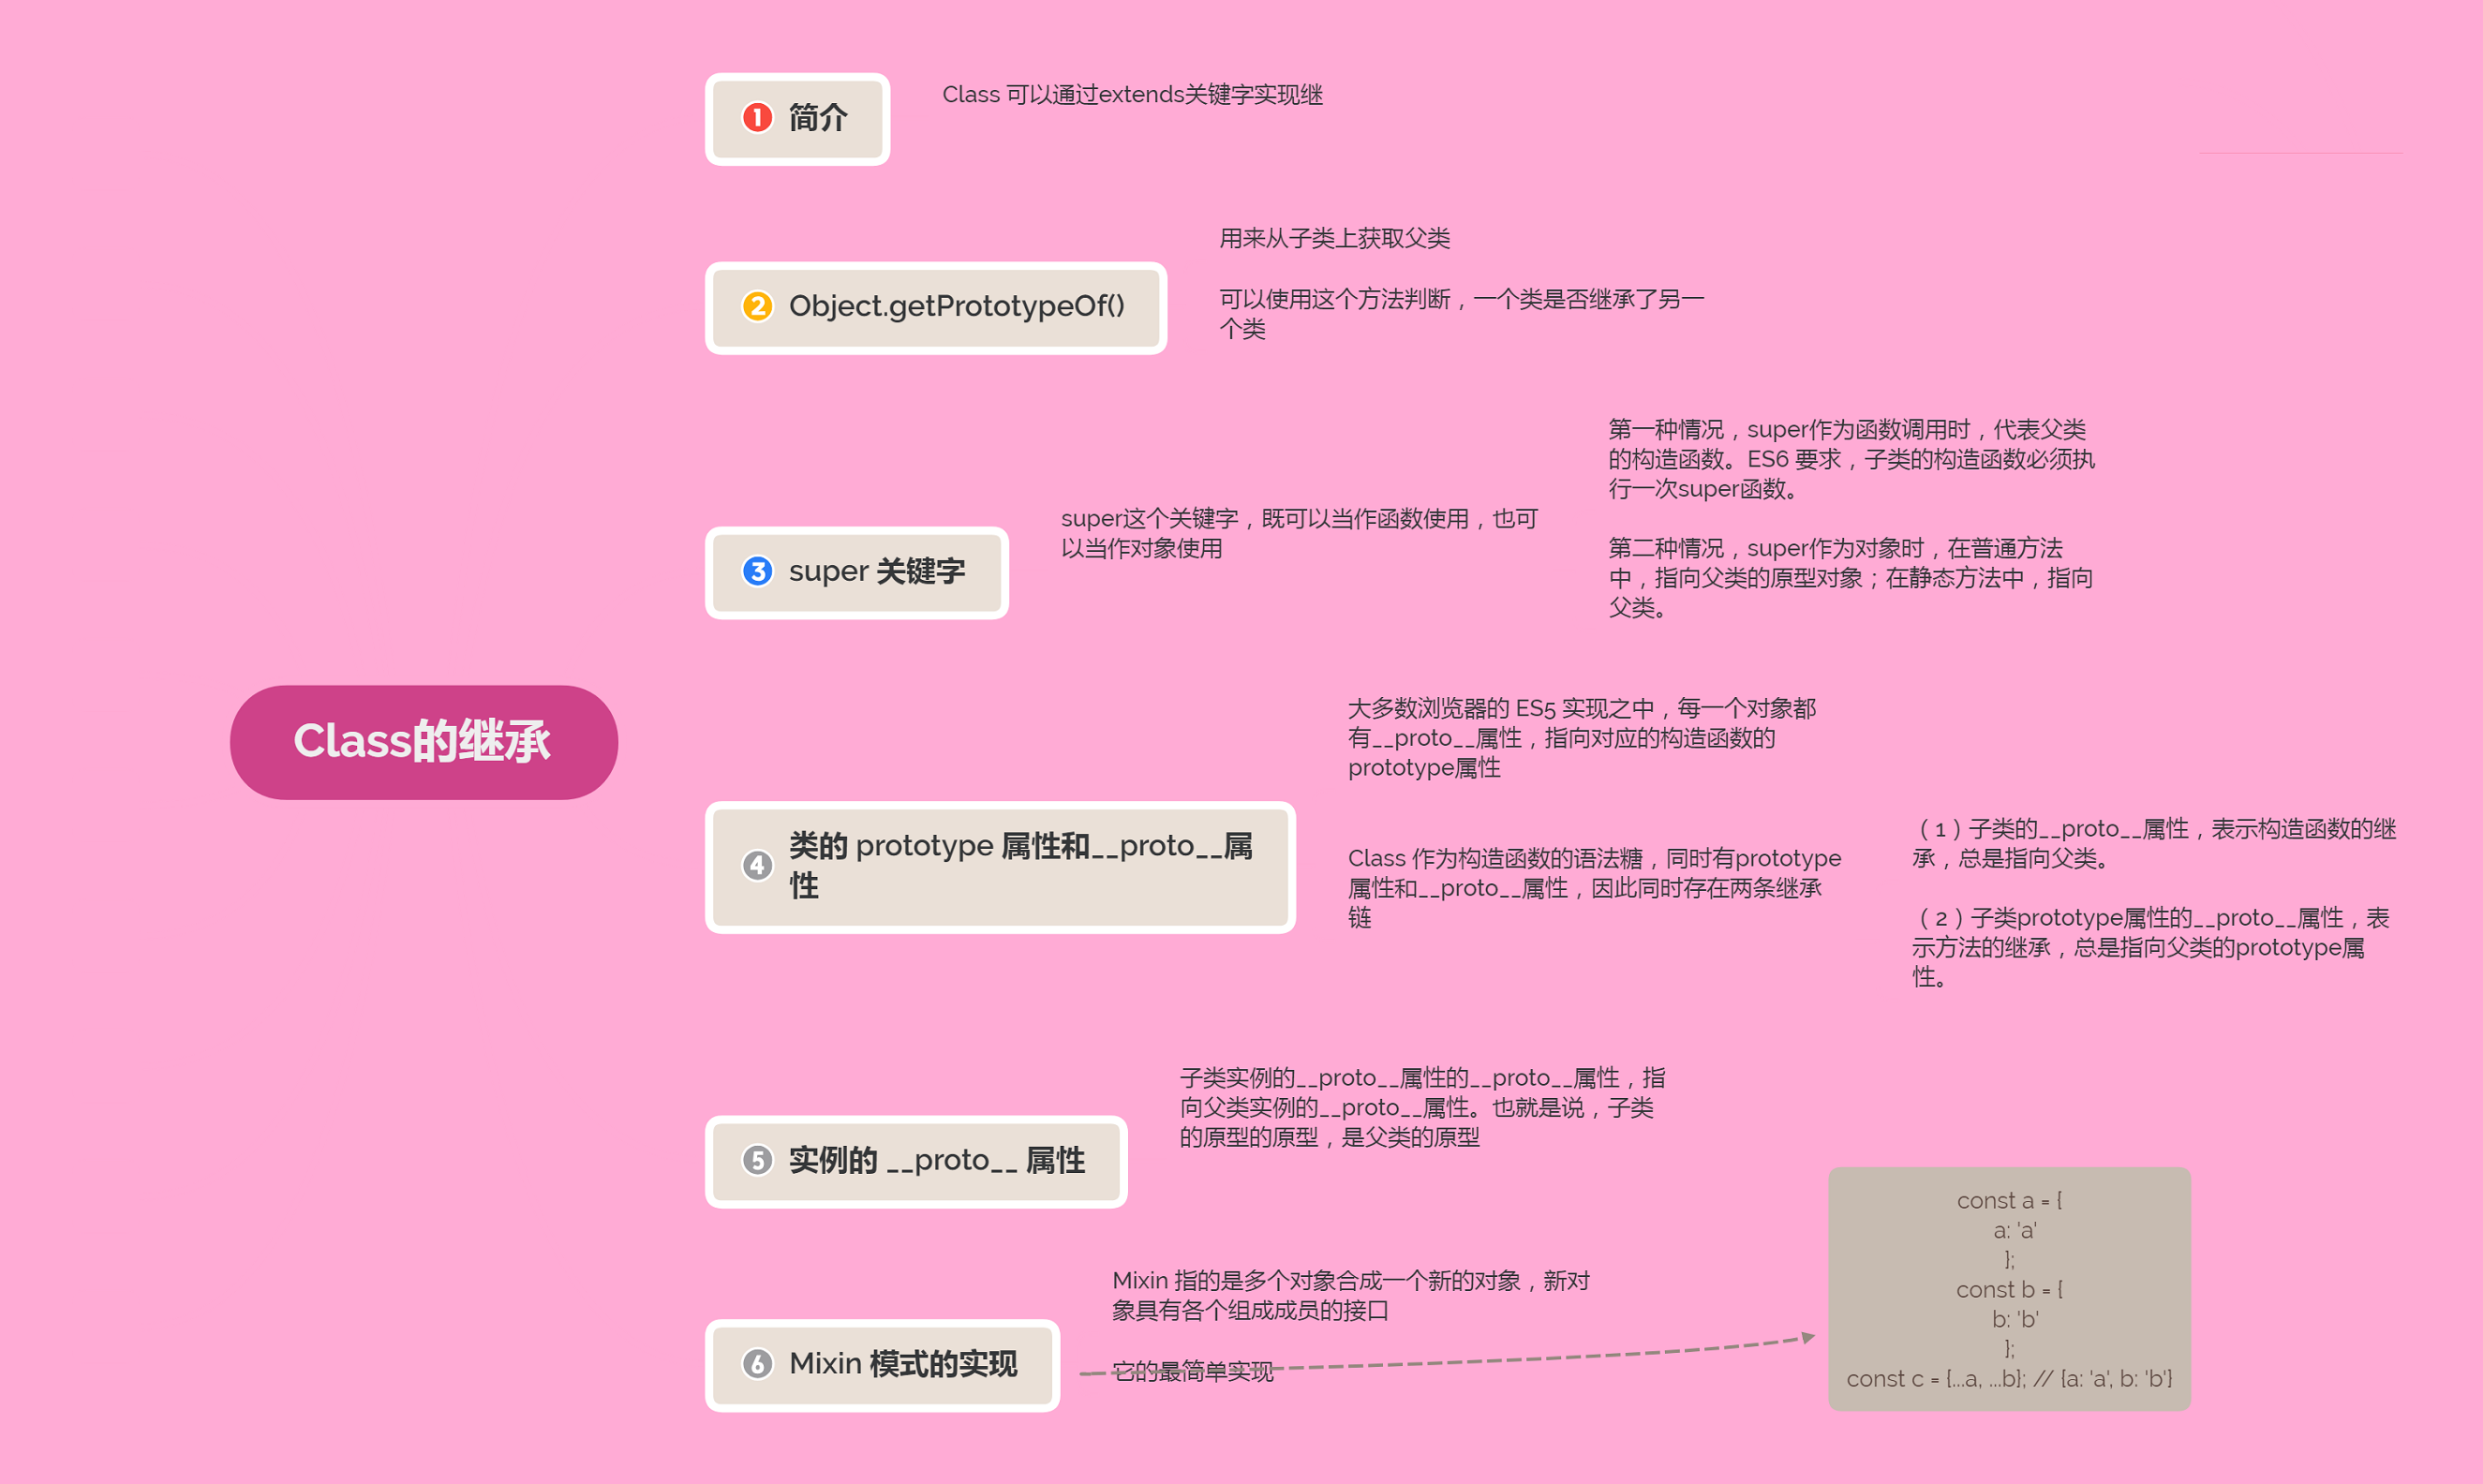 Class的继承
1 简介
Class 可以通过extends关键字实现继
2 Object.getPrototypeOf()
用来从子类上获取父类
可以使用这个方法判断，一个类是否继承了另一
个类
3 super 关键字
super这个关键字，既可以当作函数使用，也可
以当作对象使用
第一种情况，super作为函数调用时，代表父类
的构造函数。ES6 要求，子类的构造函数必须执
行一次super函数。
第二种情况，super作为对象时，在普通方法
中，指向父类的原型对象；在静态方法中，指向
父类。
4 类的 prototype 属性和__proto__属
性
大多数浏览器的 ES5 实现之中，每一个对象都
有__proto__属性，指向对应的构造函数的
prototype属性
Class 作为构造函数的语法糖，同时有prototype
属性和__proto__属性，因此同时存在两条继承
链
（1）子类的__proto__属性，表示构造函数的继
承，总是指向父类。
（2）子类prototype属性的__proto__属性，表
示方法的继承，总是指向父类的prototype属
性。
5 实例的 __proto__ 属性
子类实例的__proto__属性的__proto__属性，指
向父类实例的__proto__属性。也就是说，子类
的原型的原型，是父类的原型
6 Mixin 模式的实现
Mixin 指的是多个对象合成一个新的对象，新对
象具有各个组成成员的接口
它的最简单实现
const a = {
a: 'a'
};
const b = {
b: 'b'
};
const c = {...a, ...b}; // {a: 'a', b: 'b'}